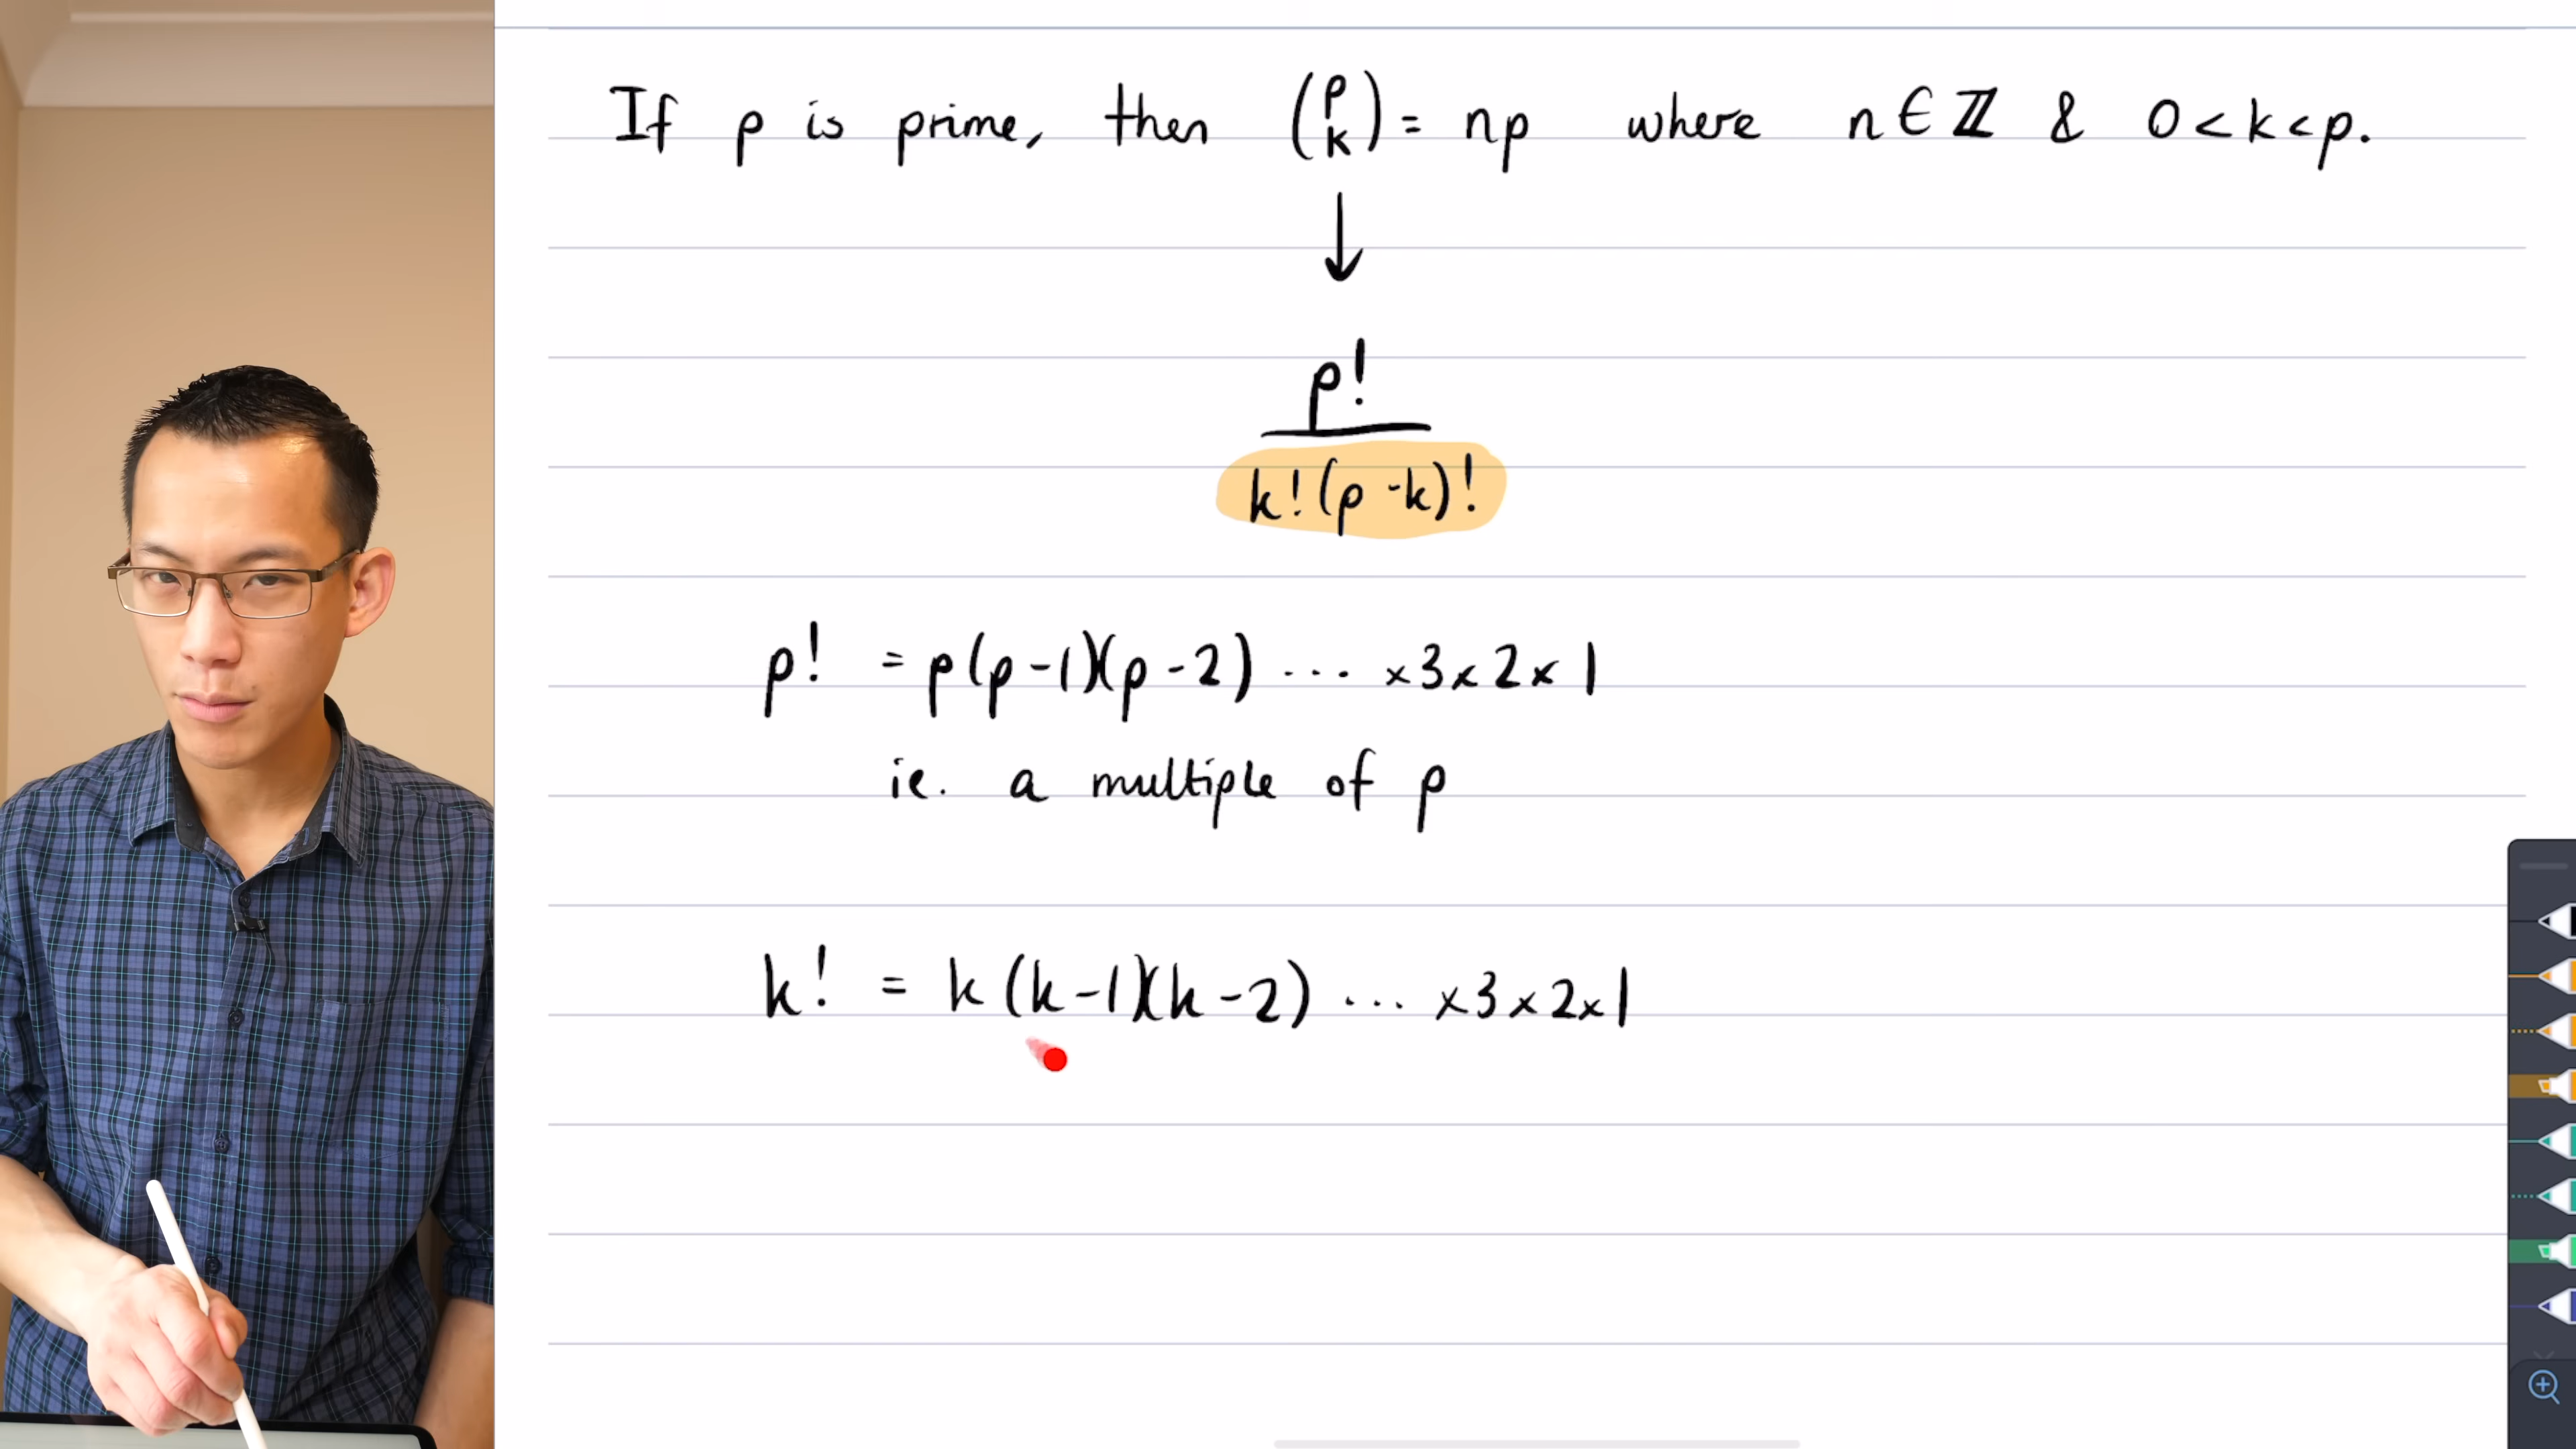 If p is prime, then (p k) = np where n ∈ ℤ & 0 < k < p.
↓
p!
k!(p - k)!
p! = p(p - 1)(p - 2) ... × 3 × 2 × 1
ie. a multiple of p
k! = k(k - 1)(k - 2) ... × 3 × 2 × 1